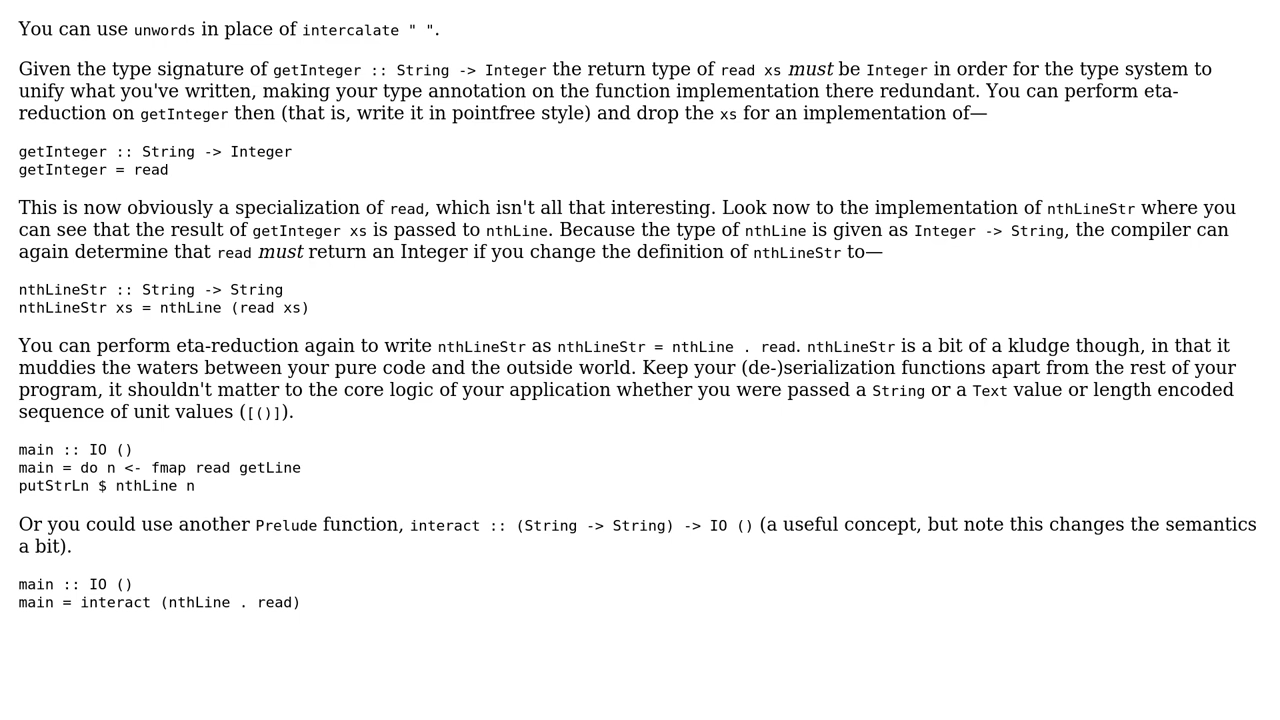 You can use unwords in place of intercalate " ".
Given the type signature of getInteger :: String -> Integer the return type of read xs must be Integer in order for the type system to
unify what you've written, making your type annotation on the function implementation there redundant. You can perform eta-
reduction on getInteger then (that is, write it in pointfree style) and drop the xs for an implementation of—
getInteger :: String -> Integer
getInteger = read
This is now obviously a specialization of read, which isn't all that interesting. Look now to the implementation of nthLineStr where you
can see that the result of getInteger xs is passed to nthLine. Because the type of nthLine is given as Integer -> String, the compiler can
again determine that read must return an Integer if you change the definition of nthLineStr to—
nthLineStr :: String -> String
nthLineStr xs = nthLine (read xs)
You can perform eta-reduction again to write nthLineStr as nthLineStr = nthLine . read. nthLineStr is a bit of a kludge though, in that it
muddies the waters between your pure code and the outside world. Keep your (de-)serialization functions apart from the rest of your
program, it shouldn't matter to the core logic of your application whether you were passed a String or a Text value or length encoded
sequence of unit values ([()]).
main :: IO ()
main = do n <- fmap read getLine
putStrLn $ nthLine n
Or you could use another Prelude function, interact :: (String -> String) -> IO () (a useful concept, but note this changes the semantics
a bit).
main :: IO ()
main = interact (nthLine . read)